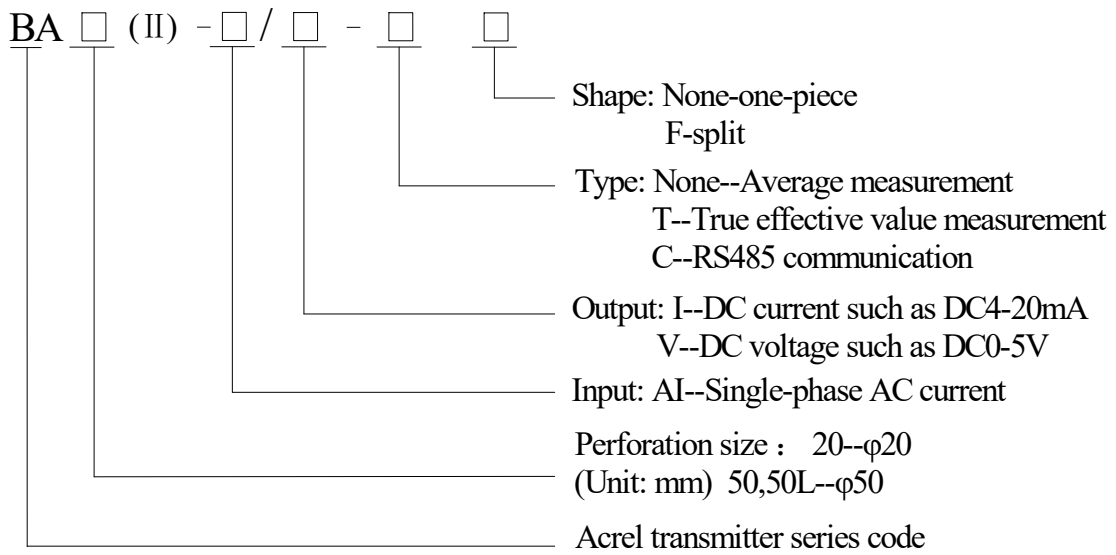 BA □ (Ⅱ) - □ / □ - □ □
Shape: None-one-piece
F-split
Type: None--Average measurement
T--True effective value measurement
C--RS485 communication
Output: I--DC current such as DC4-20mA
V--DC voltage such as DC0-5V
Input: AI--Single-phase AC current
Perforation size： 20--φ20
(Unit: mm) 50,50L--φ50
Acrel transmitter series code